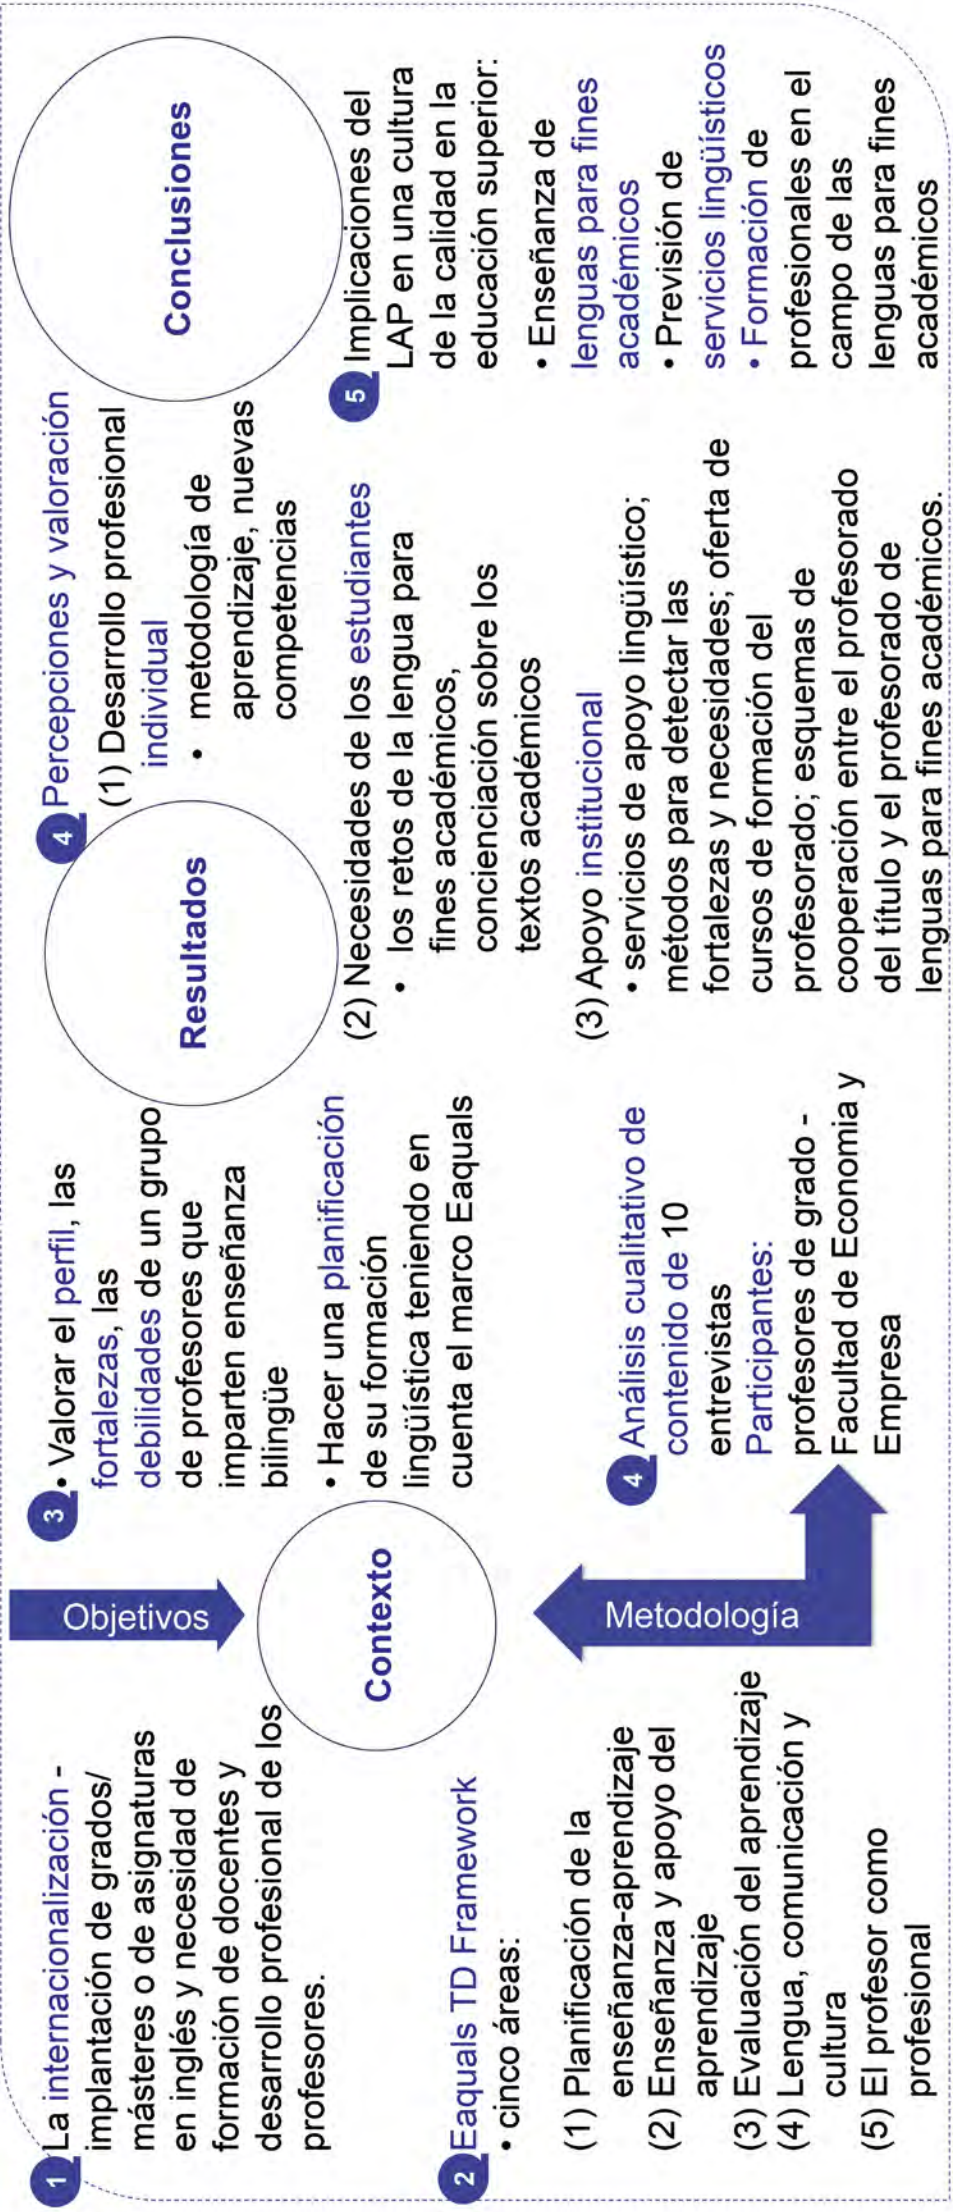 1
La internacionalización -
implantación de grados/
másteres o de asignaturas
en inglés y necesidad de
formación de docentes y
desarrollo profesional de los
profesores.
2
Eaquals TD Framework
• cinco áreas:
(1) Planificación de la
enseñanza-aprendizaje
(2) Enseñanza y apoyo del
aprendizaje
(3) Evaluación del aprendizaje
(4) Lengua, comunicación y
cultura
(5) El profesor como
profesional
Objetivos
Contexto
Metodología
3
• Valorar el perfil, las
fortalezas, las
debilidades de un grupo
de profesores que
imparten enseñanza
bilingüe
• Hacer una planificación
de su formación
lingüística teniendo en
cuenta el marco Eaquals
4
Análisis cualitativo de
contenido de 10
entrevistas
Participantes:
profesores de grado -
Facultad de Economia y
Empresa
Resultados
4
Percepciones y valoración
(1) Desarrollo profesional
individual
• metodología de
aprendizaje, nuevas
competencias
(2) Necesidades de los estudiantes
• los retos de la lengua para
fines académicos,
concienciación sobre los
textos académicos
(3) Apoyo institucional
• servicios de apoyo lingüístico;
métodos para detectar las
fortalezas y necesidades; oferta de
cursos de formación del
profesorado; esquemas de
cooperación entre el profesorado
del título y el profesorado de
lenguas para fines académicos.
Conclusiones
5
Implicaciones del
LAP en una cultura
de la calidad en la
educación superior:
• Enseñanza de
lenguas para fines
académicos
• Previsión de
servicios lingüísticos
• Formación de
profesionales en el
campo de las
lenguas para fines
académicos